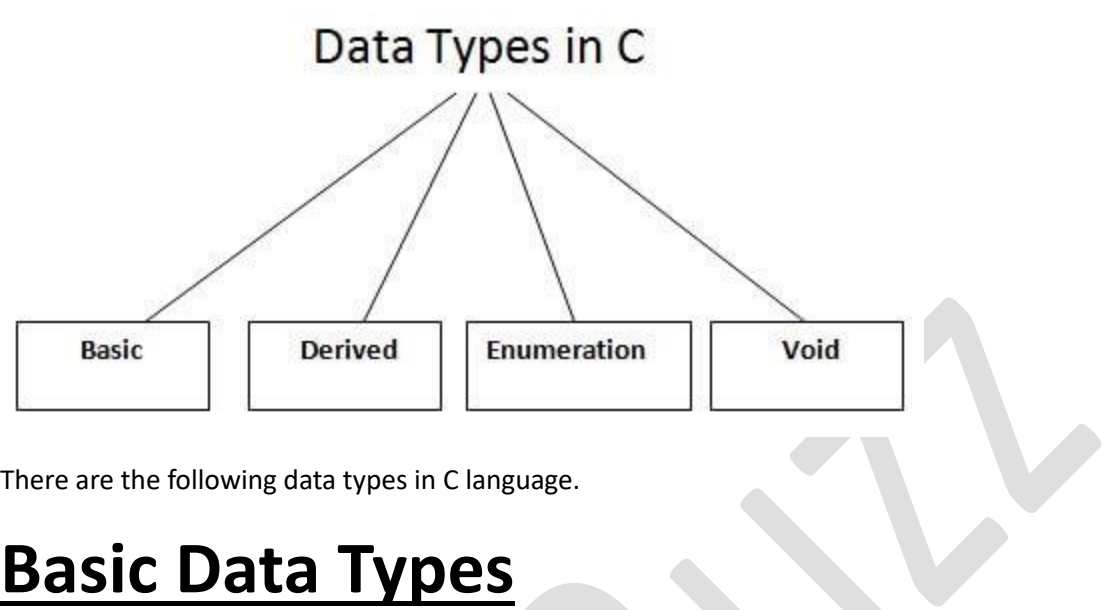 Data Types in C
Basic Derived Enumeration Void
There are the following data types in C language.
Basic Data Types